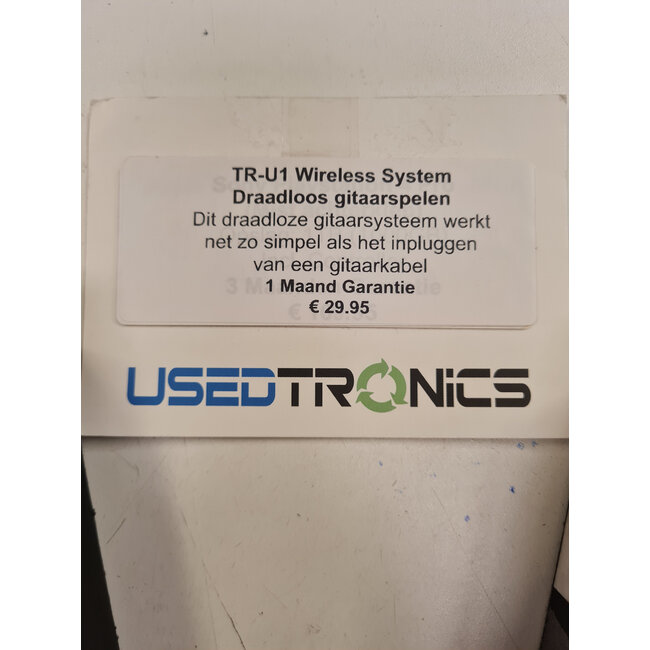 TR-U1 Wireless System
Draadloos gitaarspelen
Dit draadloze gitaarsysteem werkt
net zo simpel als het inpluggen
van een gitaarkabel
1 Maand Garantie
€ 29.95
USEDTRONiCS